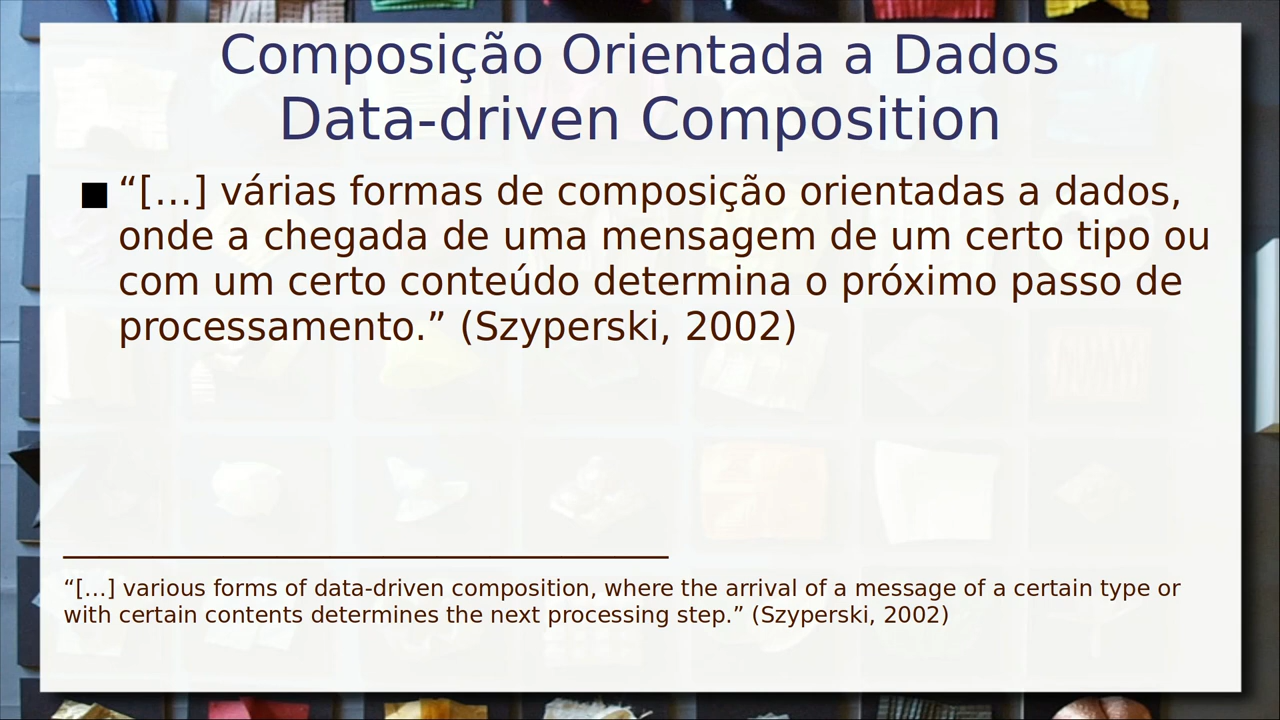 Composição Orientada a Dados
Data-driven Composition
■ “[...] várias formas de composição orientadas a dados,
onde a chegada de uma mensagem de um certo tipo ou
com um certo conteúdo determina o próximo passo de
processamento.” (Szyperski, 2002)
“[...] various forms of data-driven composition, where the arrival of a message of a certain type or
with certain contents determines the next processing step.” (Szyperski, 2002)